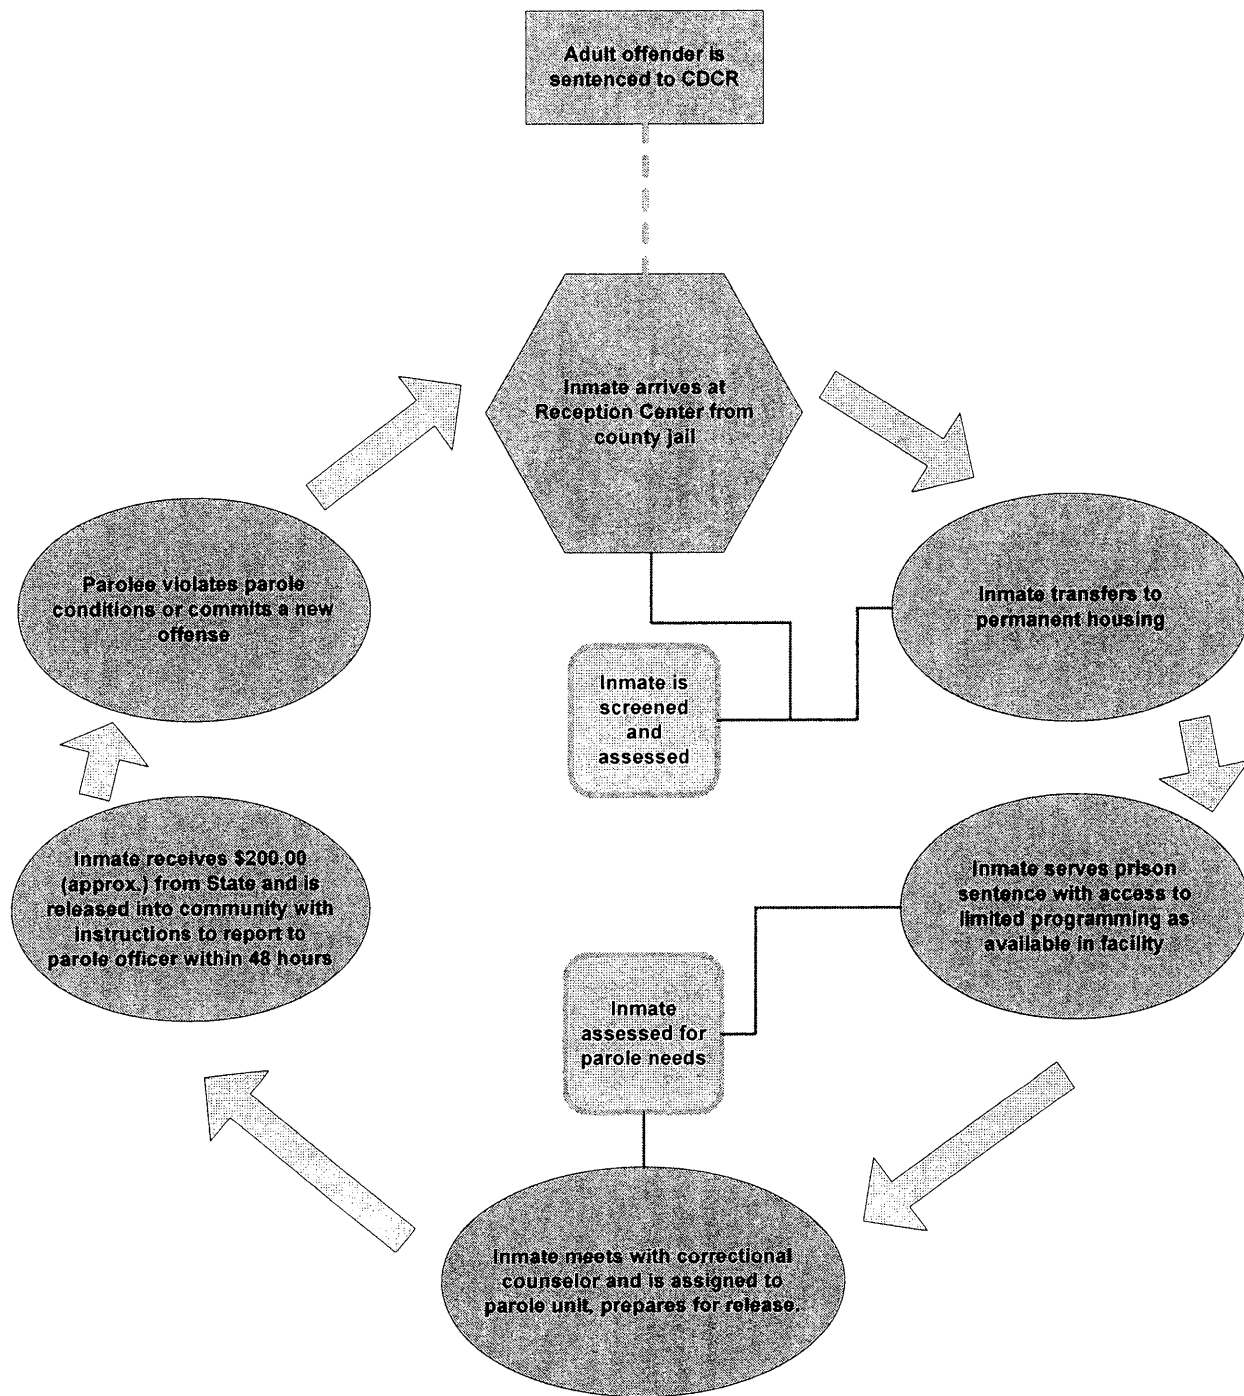 Adult offender is
sentenced to CDCR
Inmate arrives at
Reception Center from
county jail
Inmate transfers to
permanent housing
Inmate is
screened
and
assessed
Inmate serves prison
sentence with access to
limited programming as
available in facility
Inmate
assessed for
parole needs
Inmate meets with correctional
counselor and is assigned to
parole unit, prepares for release.
Inmate receives $200.00
(approx.) from State and is
released into community with
instructions to report to
parole officer within 48 hours
Parolee violates parole
conditions or commits a new
offense